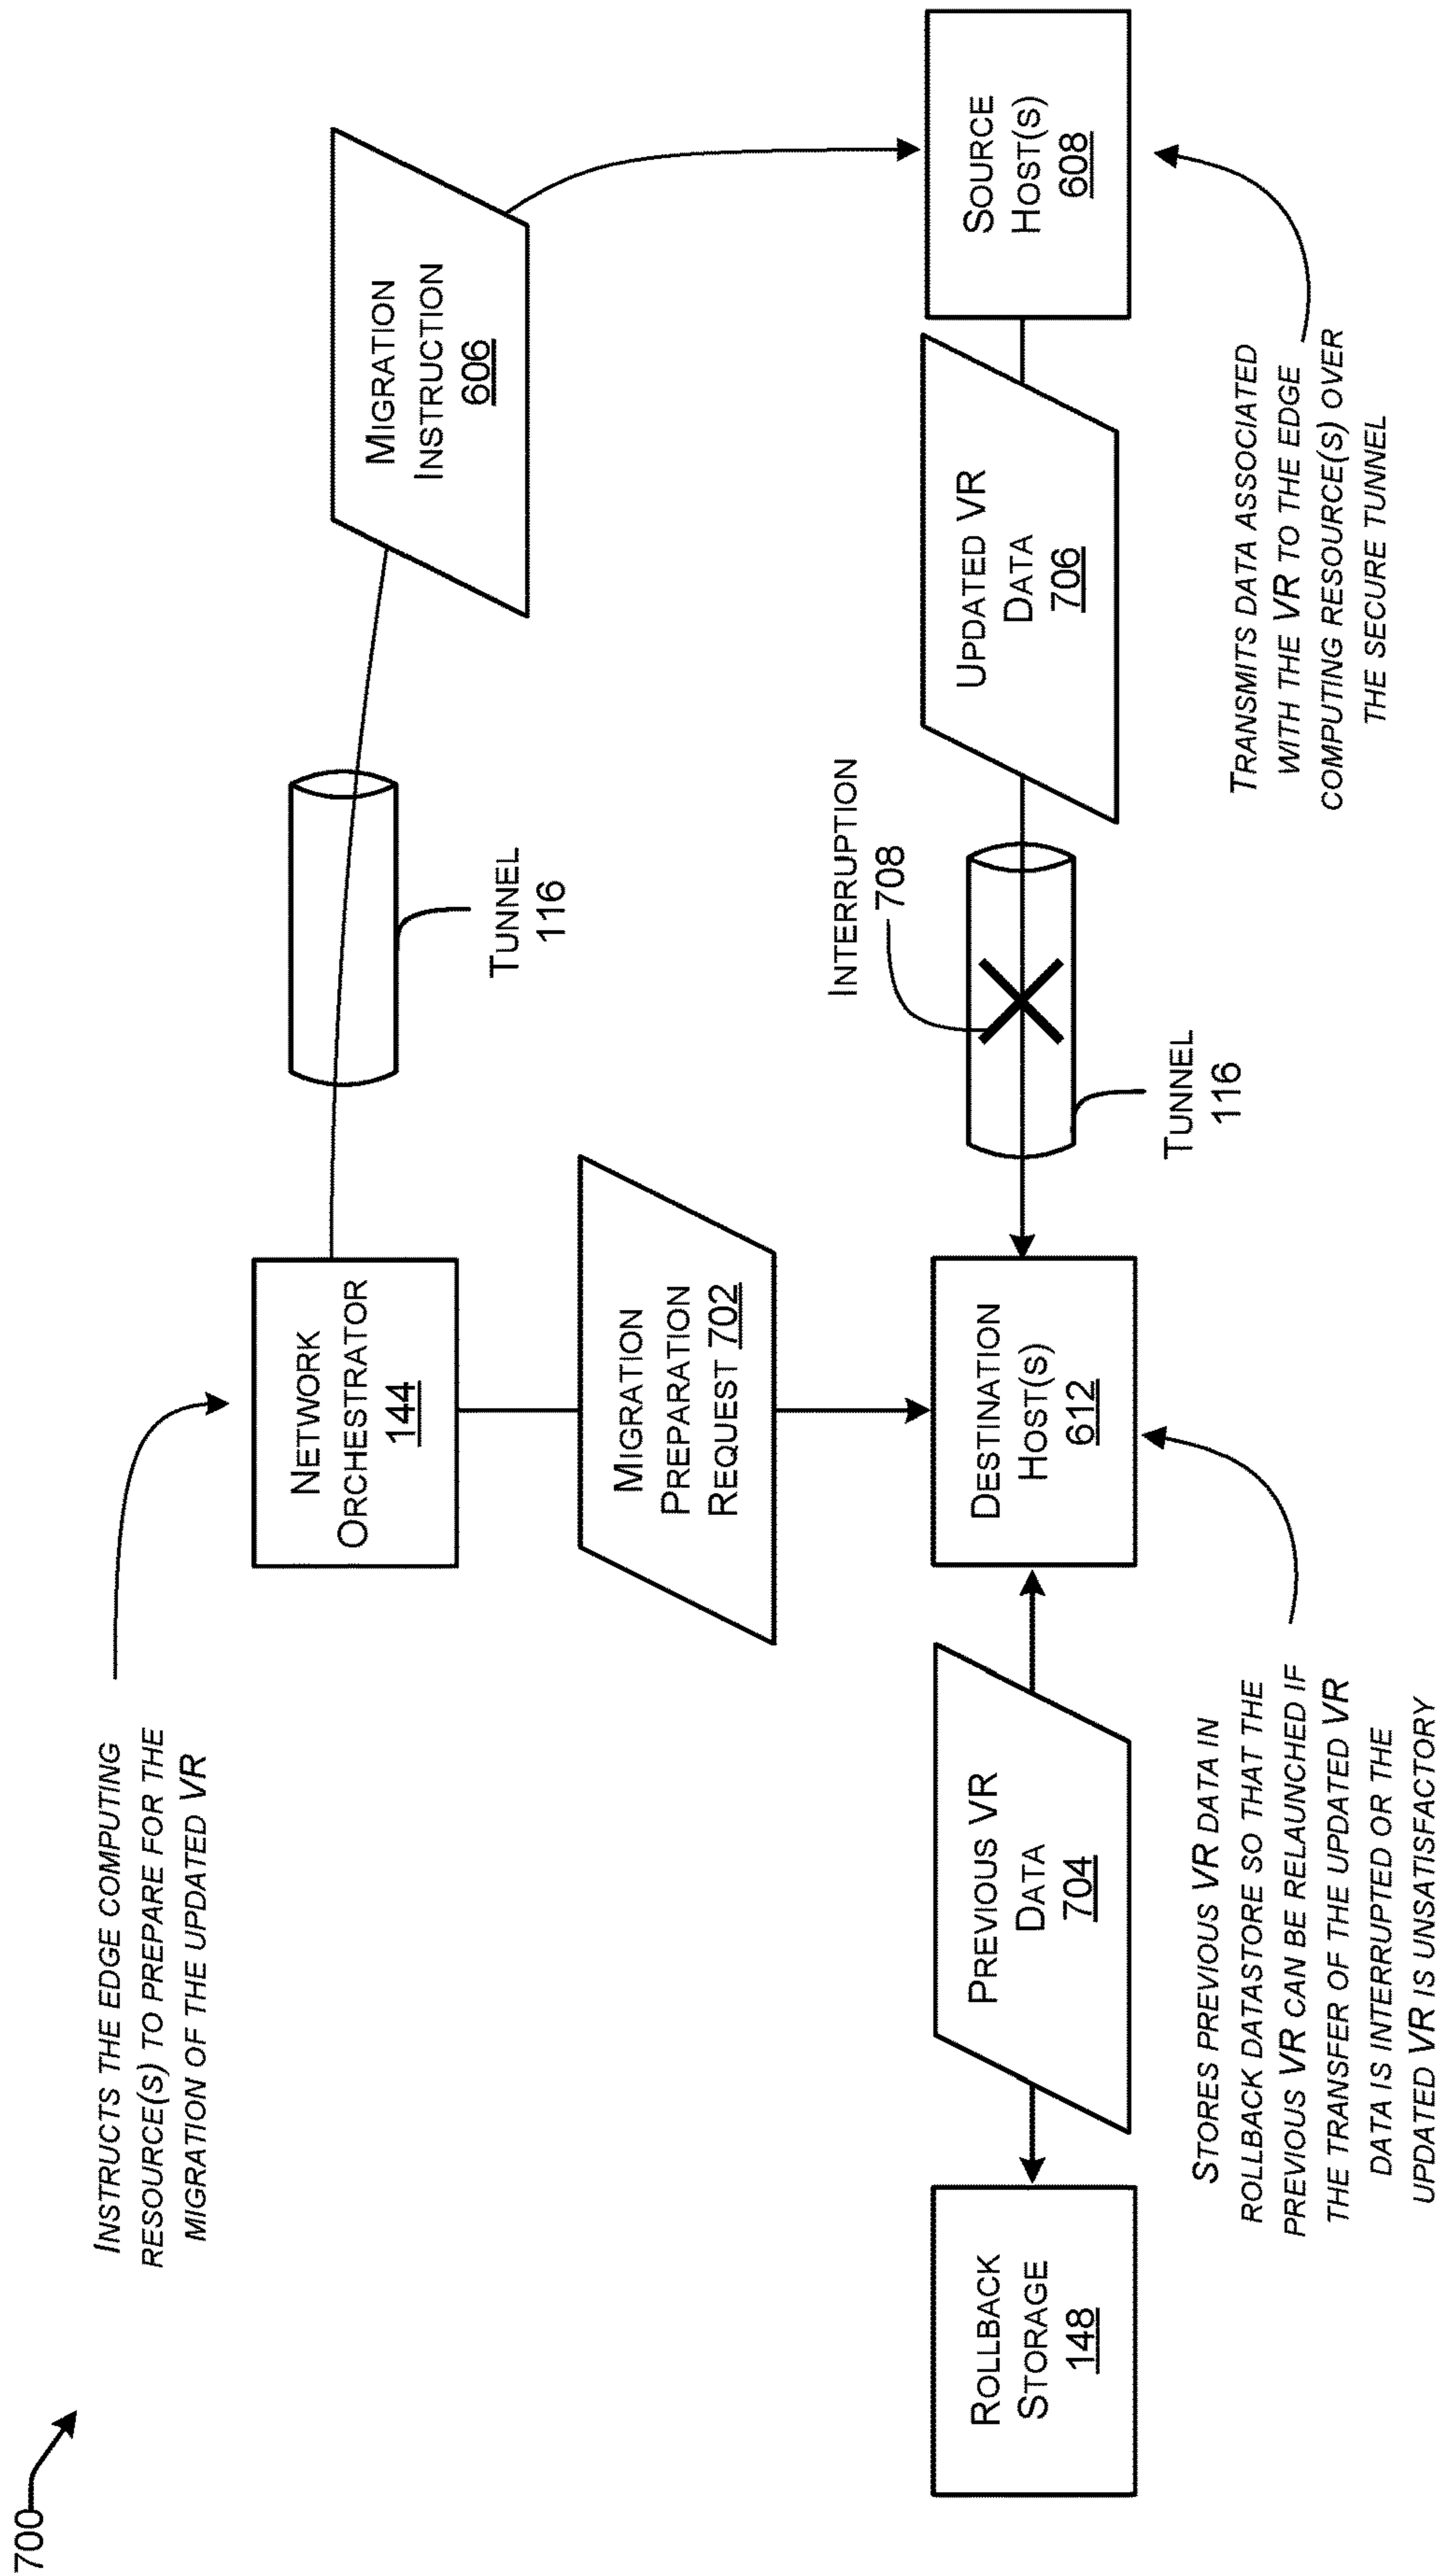 700
INSTRUCTS THE EDGE COMPUTING
RESOURCE(S) TO PREPARE FOR THE
MIGRATION OF THE UPDATED VR
NETWORK
ORCHESTRATOR
144
TUNNEL
116
MIGRATION
INSTRUCTION
606
MIGRATION
PREPARATION
REQUEST 702
ROLLBACK
STORAGE
148
PREVIOUS VR
DATA
704
DESTINATION
HOST(S)
612
INTERRUPTION
708
TUNNEL
116
UPDATED VR
DATA
706
SOURCE
HOST(S)
608
STORES PREVIOUS VR DATA IN
ROLLBACK DATASTORE SO THAT THE
PREVIOUS VR CAN BE RELAUNCHED IF
THE TRANSFER OF THE UPDATED VR
DATA IS INTERRUPTED OR THE
UPDATED VR IS UNSATISFACTORY
TRANSMITS DATA ASSOCIATED
WITH THE VR TO THE EDGE
COMPUTING RESOURCE(S) OVER
THE SECURE TUNNEL